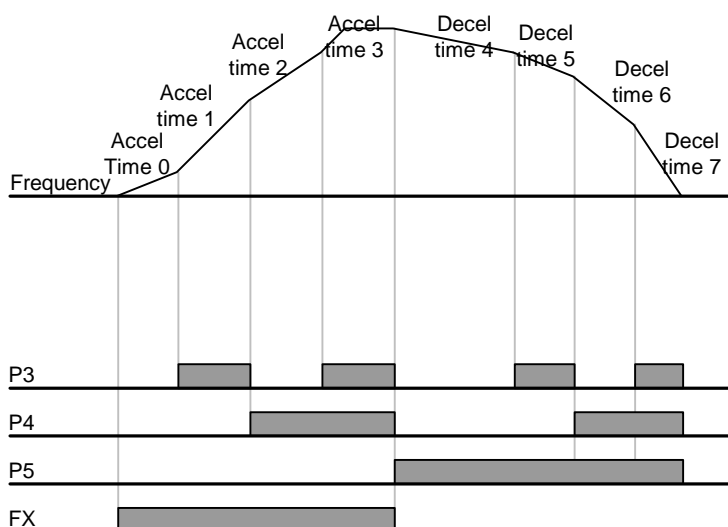 Accel
time 3
Decel
time 4
Decel
time 5
Accel
time 2
Decel
time 6
Accel
time 1
Accel
Time 0
Decel
time 7
Frequency
P3
P4
P5
FX